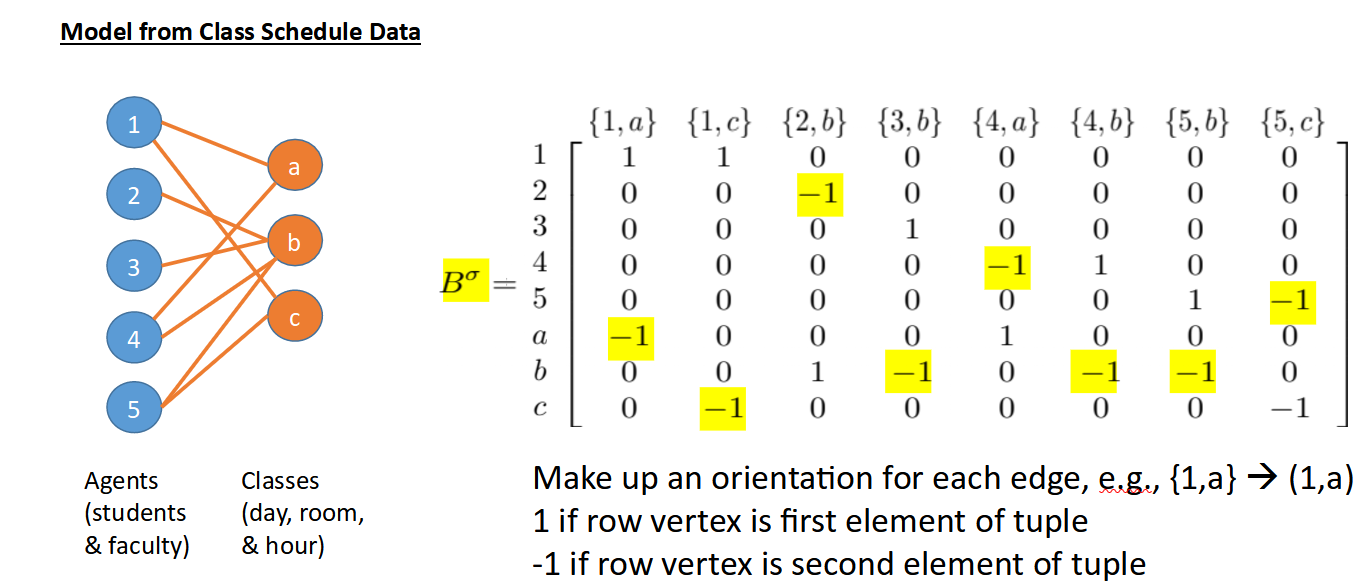 Model from Class Schedule Data
1
2
3
4
5
a
b
c
Agents
(students
& faculty)
Classes
(day, room,
& hour)
{1, a} {1, c} {2, b} {3, b} {4, a} {4, b} {5, b} {5, c}
Bσ =
1 1 1 0 0 0 0 0 0
2 0 0 −1 0 0 0 0 0
3 0 0 0 1 0 0 0 0
4 0 0 0 0 −1 1 0 0
5 0 0 0 0 0 0 1 −1
a −1 0 0 0 1 0 0 0
b 0 0 1 −1 0 −1 −1 0
c 0 −1 0 0 0 0 0 −1
Make up an orientation for each edge, e.g., {1,a} → (1,a)
1 if row vertex is first element of tuple
-1 if row vertex is second element of tuple